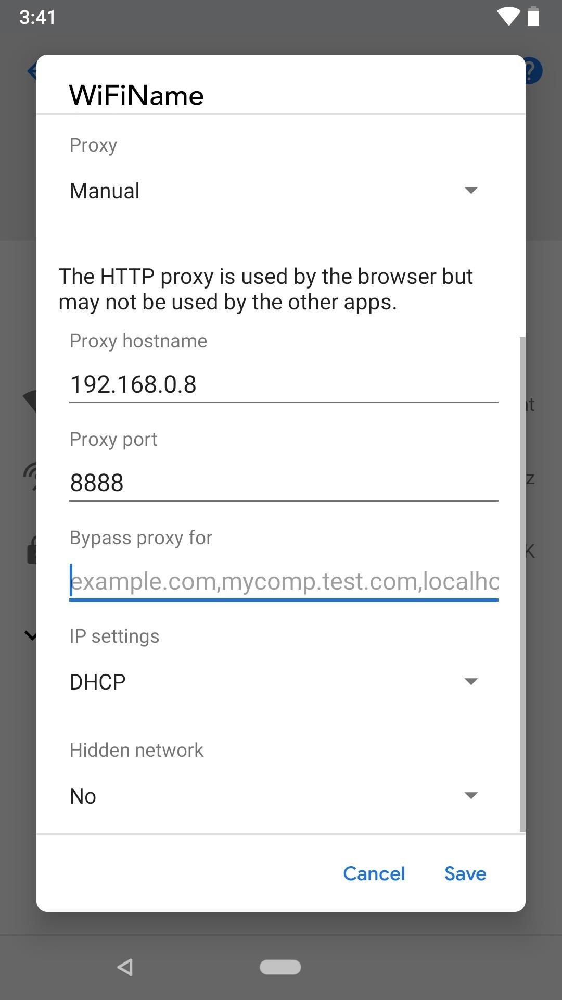 3:41
?
WiFiName
Proxy
Manual
The HTTP proxy is used by the browser but
may not be used by the other apps.
Proxy hostname
192.168.0.8
Proxy port
8888
Bypass proxy for
example.com,mycomp.test.com,localho
IP settings
DHCP
Hidden network
No
Cancel Save